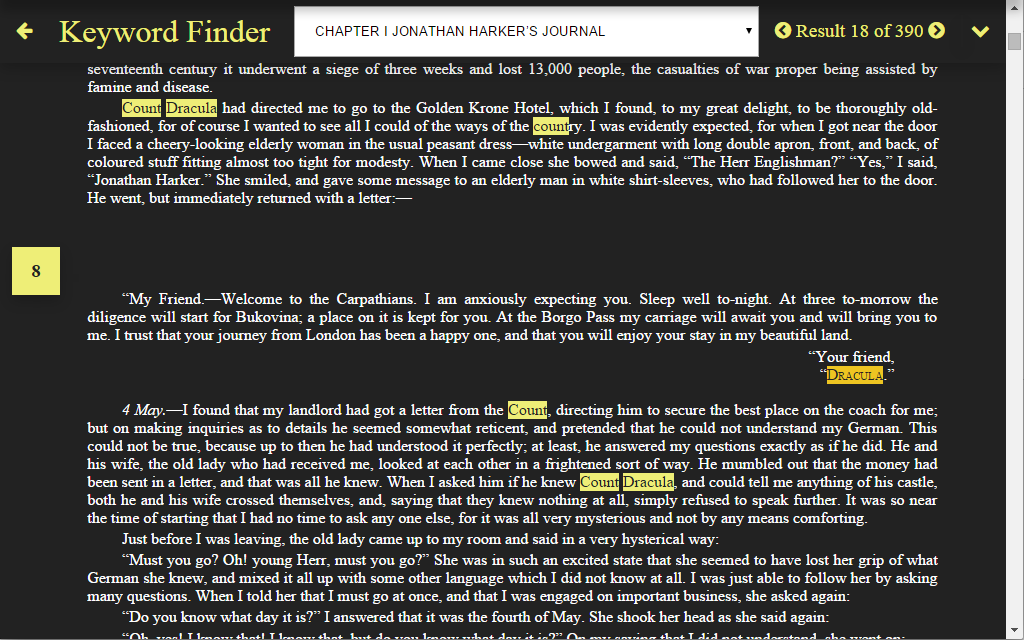 Keyword Finder
CHAPTER I JONATHAN HARKER'S JOURNAL
Result 18 of 390
seventeenth century it underwent a siege of three weeks and lost 13,000 people, the casualties of war proper being assisted by
famine and disease.
Count Dracula had directed me to go to the Golden Krone Hotel, which I found, to my great delight, to be thoroughly old-
fashioned, for of course I wanted to see all I could of the ways of the country. I was evidently expected, for when I got near the door
I faced a cheery-looking elderly woman in the usual peasant dress—white undergarment with long double apron, front, and back, of
coloured stuff fitting almost too tight for modesty. When I came close she bowed and said, “The Herr Englishman?” “Yes,” I said,
“Jonathan Harker.” She smiled, and gave some message to an elderly man in white shirt-sleeves, who had followed her to the door.
He went, but immediately returned with a letter:—
8
“My Friend.—Welcome to the Carpathians. I am anxiously expecting you. Sleep well to-night. At three to-morrow the
diligence will start for Bukovina; a place on it is kept for you. At the Borgo Pass my carriage will await you and will bring you to
me. I trust that your journey from London has been a happy one, and that you will enjoy your stay in my beautiful land.
“Your friend,
“DRACULA.”
4 May.—I found that my landlord had got a letter from the Count, directing him to secure the best place on the coach for me;
but on making inquiries as to details he seemed somewhat reticent, and pretended that he could not understand my German. This
could not be true, because up to then he had understood it perfectly; at least, he answered my questions exactly as if he did. He and
his wife, the old lady who had received me, looked at each other in a frightened sort of way. He mumbled out that the money had
been sent in a letter, and that was all he knew. When I asked him if he knew Count Dracula, and could tell me anything of his castle,
both he and his wife crossed themselves, and, saying that they knew nothing at all, simply refused to speak further. It was so near
the time of starting that I had no time to ask any one else, for it was all very mysterious and not by any means comforting.
Just before I was leaving, the old lady came up to my room and said in a very hysterical way:
“Must you go? Oh! young Herr, must you go?” She was in such an excited state that she seemed to have lost her grip of what
German she knew, and mixed it all up with some other language which I did not know at all. I was just able to follow her by asking
many questions. When I told her that I must go at once, and that I was engaged on important business, she asked again:
“Do you know what day it is?” I answered that it was the fourth of May. She shook her head as she said again:
“Oh, yes! I know that! I know that, but do you know what day it is?” On my saying that I did not understand, she went on: